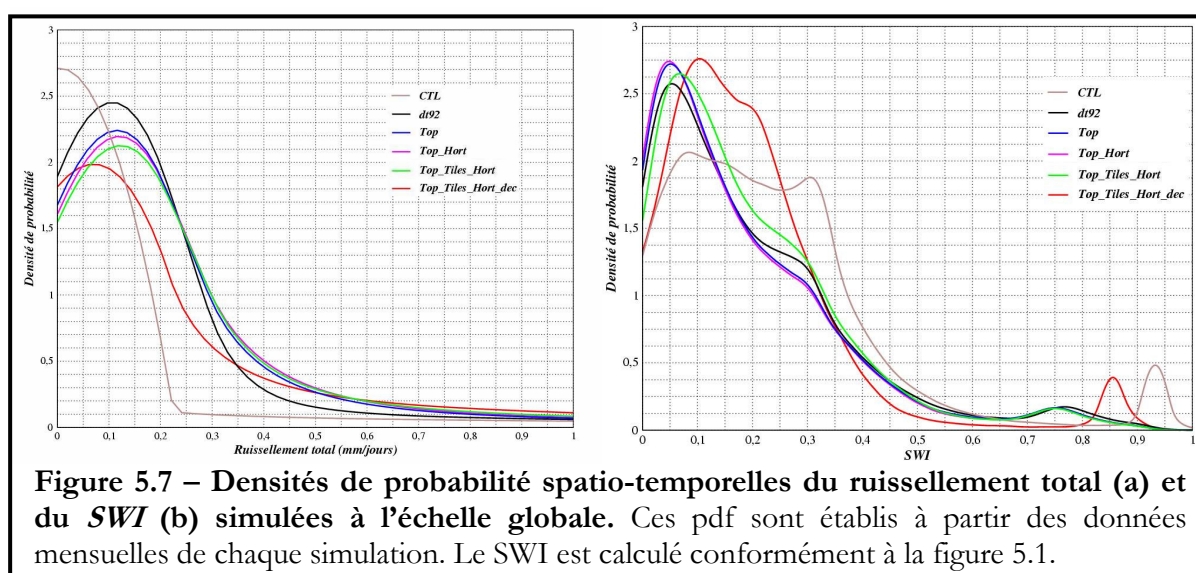 3
2,5
2
1,5
1
0,5
0
Densité de probabilité
CTL
dt92
Top
Top_Hort
Top_Tiles_Hort
Top_Tiles_Hort_dec
0 0,1 0,2 0,3 0,4 0,5 0,6 0,7 0,8 0,9 1
Ruissellement total (mm/jours)
3
2,5
2
1,5
1
0,5
0
Densité de probabilité
CTL
dt92
Top
Top_Hort
Top_Tiles_Hort
Top_Tiles_Hort_dec
0 0,1 0,2 0,3 0,4 0,5 0,6 0,7 0,8 0,9 1
SWI
Figure 5.7 – Densités de probabilité spatio-temporelles du ruissellement total (a) et
du SWI (b) simulées à l'échelle globale. Ces pdf sont établis à partir des données
mensuelles de chaque simulation. Le SWI est calculé conformément à la figure 5.1.